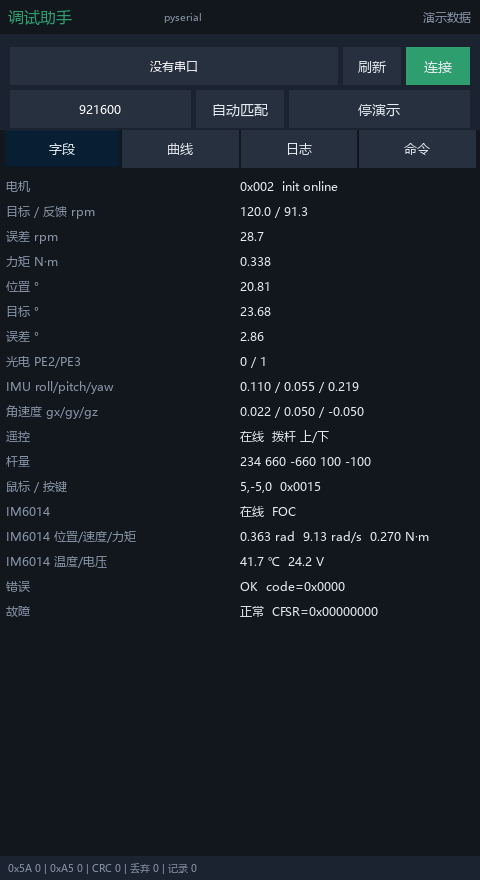 调试助手 pyserial 演示数据
没有串口 刷新 连接
921600 自动匹配 停演示
字段 曲线 日志 命令
电机 0x002 init online
目标 / 反馈 rpm 120.0 / 91.3
误差 rpm 28.7
力矩 N·m 0.338
位置 ° 20.81
目标 ° 23.68
误差 ° 2.86
光电 PE2/PE3 0 / 1
IMU roll/pitch/yaw 0.110 / 0.055 / 0.219
角速度 gx/gy/gz 0.022 / 0.050 / -0.050
遥控 在线 拨杆 上/下
杆量 234 660 -660 100 -100
鼠标 / 按键 5,-5,0 0x0015
IM6014 在线 FOC
IM6014 位置/速度/力矩 0.363 rad 9.13 rad/s 0.270 N·m
IM6014 温度/电压 41.7 ℃ 24.2 V
错误 OK code=0x0000
故障 正常 CFSR=0x00000000
0x5A 0 | 0xA5 0 | CRC 0 | 丢弃 0 | 记录 0